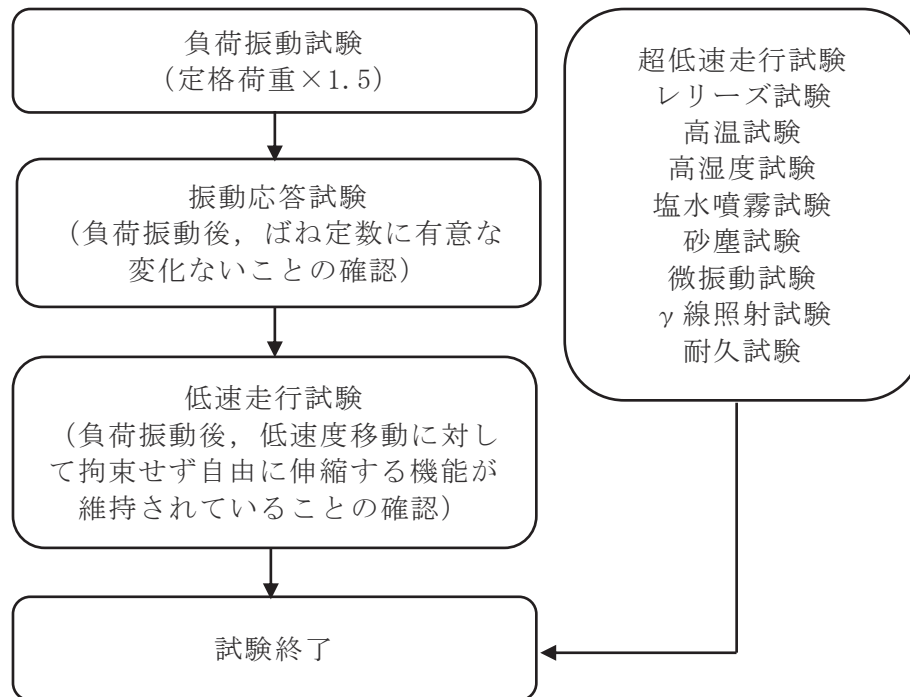 負荷振動試験
（定格荷重×1.5）
振動応答試験
（負荷振動後，ばね定数に有意な
変化ないことの確認）
低速走行試験
（負荷振動後，低速度移動に対し
て拘束せず自由に伸縮する機能が
維持されていることの確認）
試験終了
超低速走行試験
レリーズ試験
高温試験
高湿度試験
塩水噴霧試験
砂塵試験
微振動試験
γ線照射試験
耐久試験